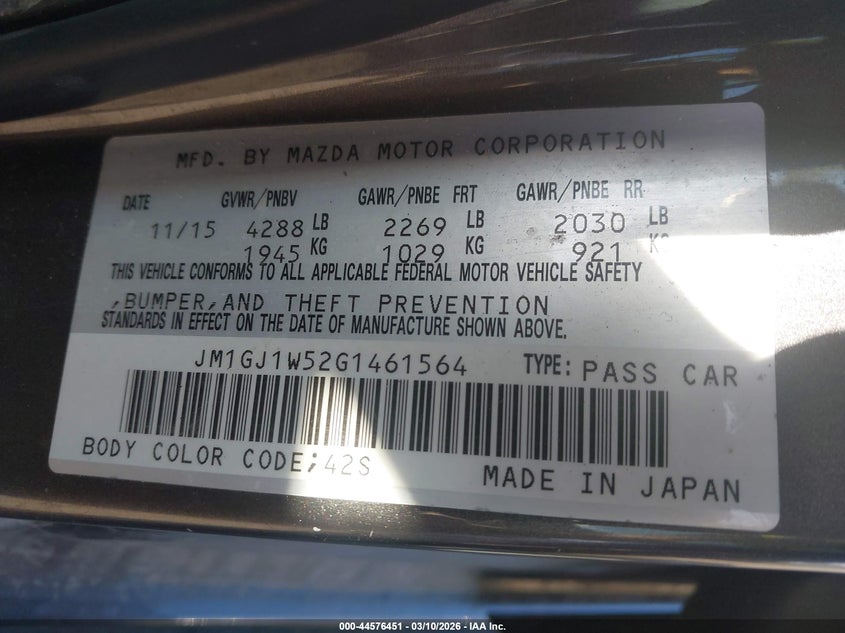 MFD. BY MAZDA MOTOR CORPORATION
DATE GVWR/PNBV GAWR/PNBE FRT GAWR/PNBE RR
11/15 4288 LB 2269 LB 2030 LB
1945 KG 1029 KG 921 KG
THIS VEHICLE CONFORMS TO ALL APPLICABLE FEDERAL MOTOR VEHICLE SAFETY
,BUMPER,AND THEFT PREVENTION
STANDARDS IN EFFECT ON THE DATE OF MANUFACTURE SHOWN ABOVE.
JM1GJ1W52G1461564 TYPE: PASS CAR
BODY COLOR CODE;42S
MADE IN JAPAN
000-44576451 - 03/10/2026 - IAA Inc.